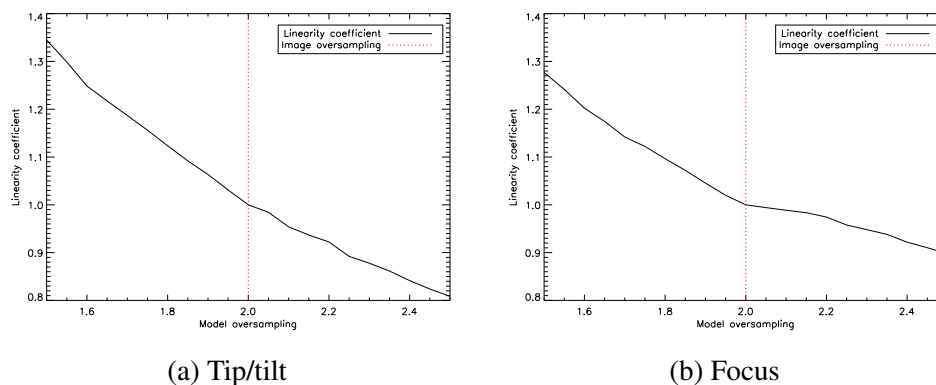 1.4
1.3
1.2
1.1
1.0
0.9
0.8
Linearity coefficient
Linearity coefficient
Image oversampling
1.6 1.8 2.0 2.2 2.4
Model oversampling
(a) Tip/tilt
1.4
1.3
1.2
1.1
1.0
0.9
0.8
Linearity coefficient
Linearity coefficient
Image oversampling
1.6 1.8 2.0 2.2 2.4
Model oversampling
(b) Focus